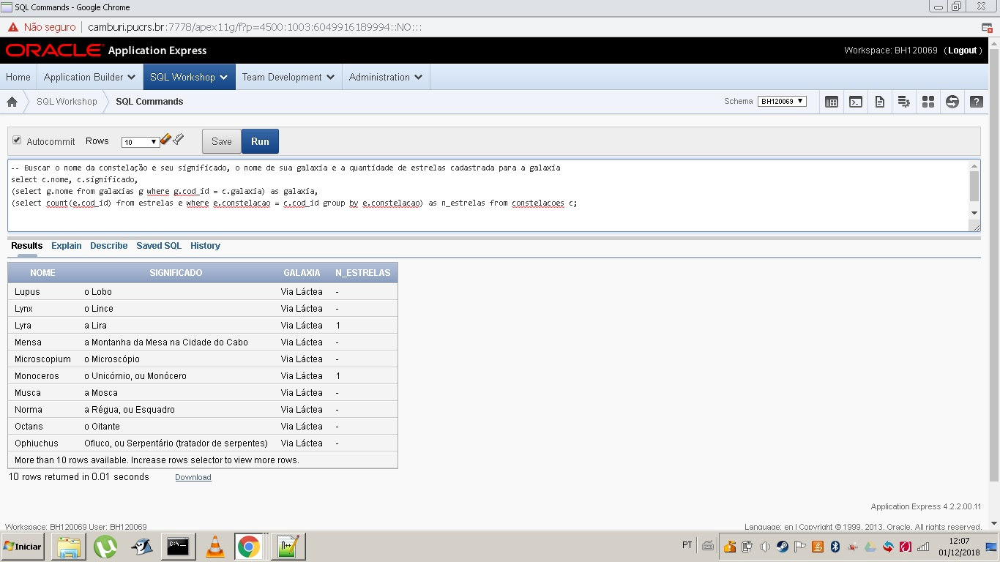 SQL Commands - Google Chrome
Não seguro camburi.pucrs.br:7778/apex11g/f?p=4500:1003:6049916189994::NO:::
ORACLE Application Express
Workspace: BH120069 (Logout)
Home Application Builder SQL Workshop Team Development Administration
SQL Workshop SQL Commands Schema BH120069
Autocommit Rows 10 Save Run
-- Buscar o nome da constelação e seu significado, o nome de sua galaxia e a quantidade de estrelas cadastrada para a galaxia
select c.nome, c.significado,
(select g.nome from galaxias g where g.cod_id = c.galaxia) as galaxia,
(select count(e.cod_id) from estrelas e where e.constelacao = c.cod_id group by e.constelacao) as n_estrelas from constelacoes c;
Results Explain Describe Saved SQL History
NOME SIGNIFICADO GALAXIA N_ESTRELAS
Lupus o Lobo Via Láctea -
Lynx o Lince Via Láctea -
Lyra a Lira Via Láctea 1
Mensa a Montanha da Mesa na Cidade do Cabo Via Láctea -
Microscopium o Microscópio Via Láctea -
Monoceros o Unicórnio, ou Monócero Via Láctea 1
Musca a Mosca Via Láctea -
Norma a Régua, ou Esquadro Via Láctea -
Octans o Oitante Via Láctea -
Ophiuchus Ofiuco, ou Serpentário (tratador de serpentes) Via Láctea -
More than 10 rows available. Increase rows selector to view more rows.
10 rows returned in 0.01 seconds Download
Application Express 4.2.2.00.11
Workspace: BH120069 User: BH120069
Language: en | Copyright © 1999, 2013, Oracle. All rights reserved.
Iniciar PT 12:07
01/12/2018